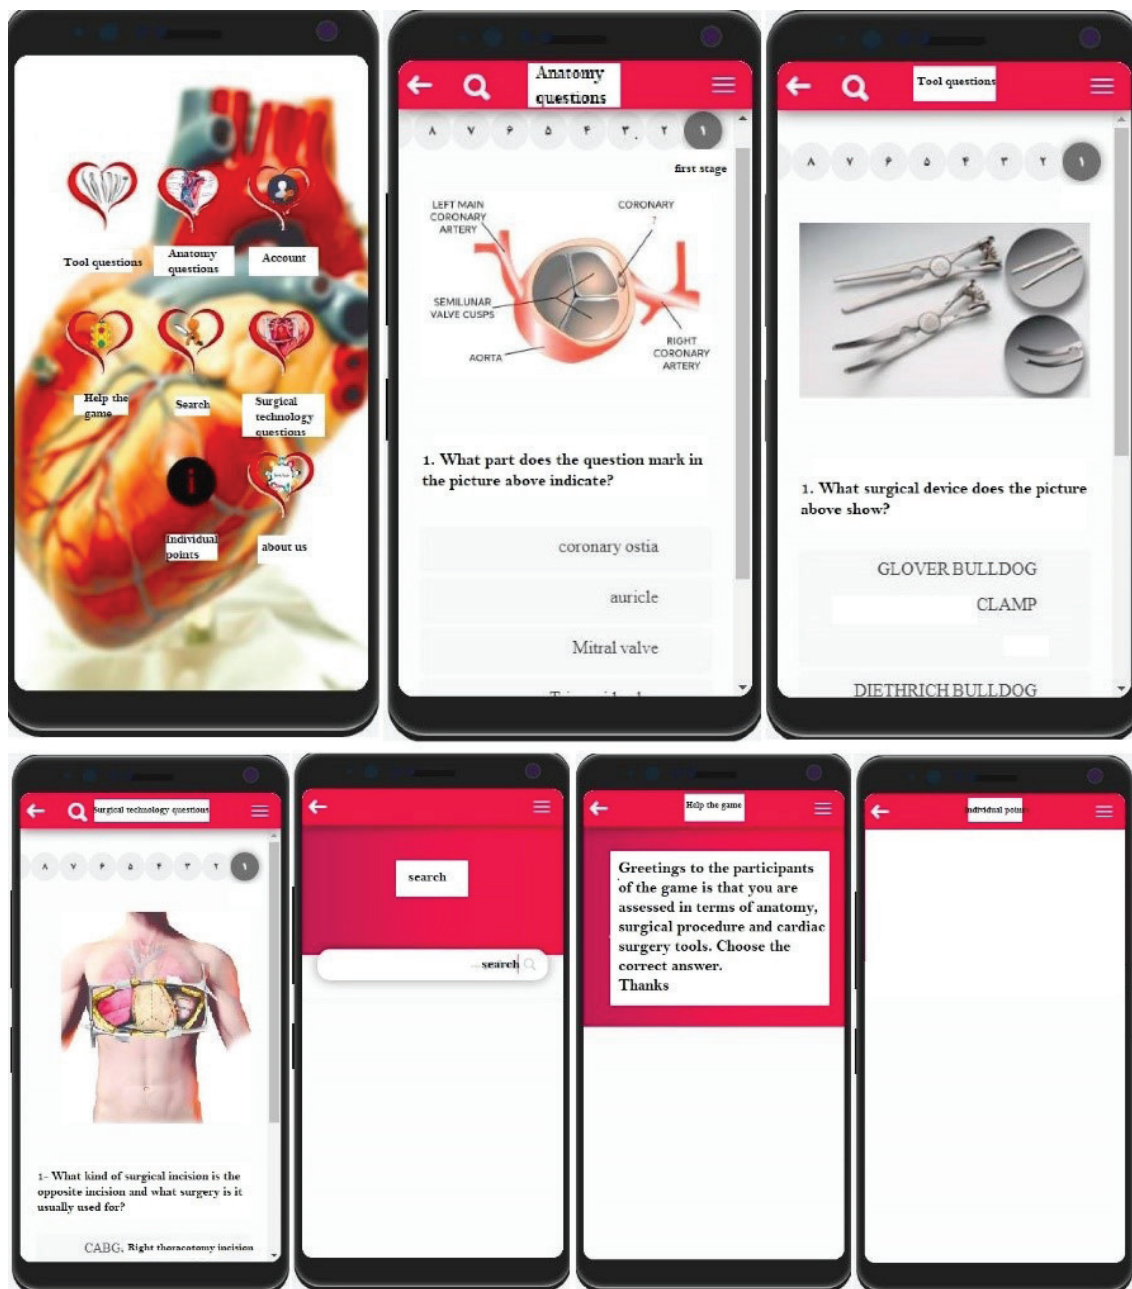 Tool questions
Anatomy
questions
Account
Help the
game
Search
Surgical
technology
questions
Individual
points
about us
Anatomy
questions
۸ ۷ ۶ ۵ ۴ ۳ ۲ ۱
first stage
LEFT MAIN
CORONARY
ARTERY
CORONARY
?
SEMILUNAR
VALVE CUSPS
AORTA
RIGHT
CORONARY
ARTERY
1. What part does the question mark in
the picture above indicate?
coronary ostia
auricle
Mitral valve
Tool questions
۸ ۷ ۶ ۵ ۴ ۳ ۲ ۱
1. What surgical device does the picture
above show?
GLOVER BULLDOG
CLAMP
DIETHRICH BULLDOG
Surgical technology questions
۸ ۷ ۶ ۵ ۴ ۳ ۲ ۱
1- What kind of surgical incision is the
opposite incision and what surgery is it
usually used for?
CABG. Right thoracotomy incision
search
search
Help the game
Greetings to the participants
of the game is that you are
assessed in terms of anatomy,
surgical procedure and cardiac
surgery tools. Choose the
correct answer.
Thanks
Individual points